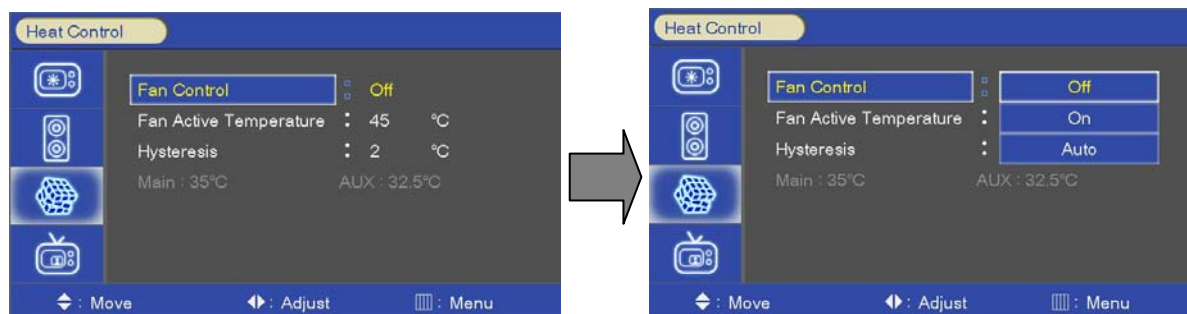 Heat Control
Fan Control : Off
Fan Active Temperature : 45 °C
Hysteresis : 2 °C
Main : 35°C AUX : 32.5°C
: Move : Adjust : Menu
Heat Control
Fan Control : Off
Fan Active Temperature : On
Hysteresis : Auto
Main : 35°C AUX : 32.5°C
: Move : Adjust : Menu